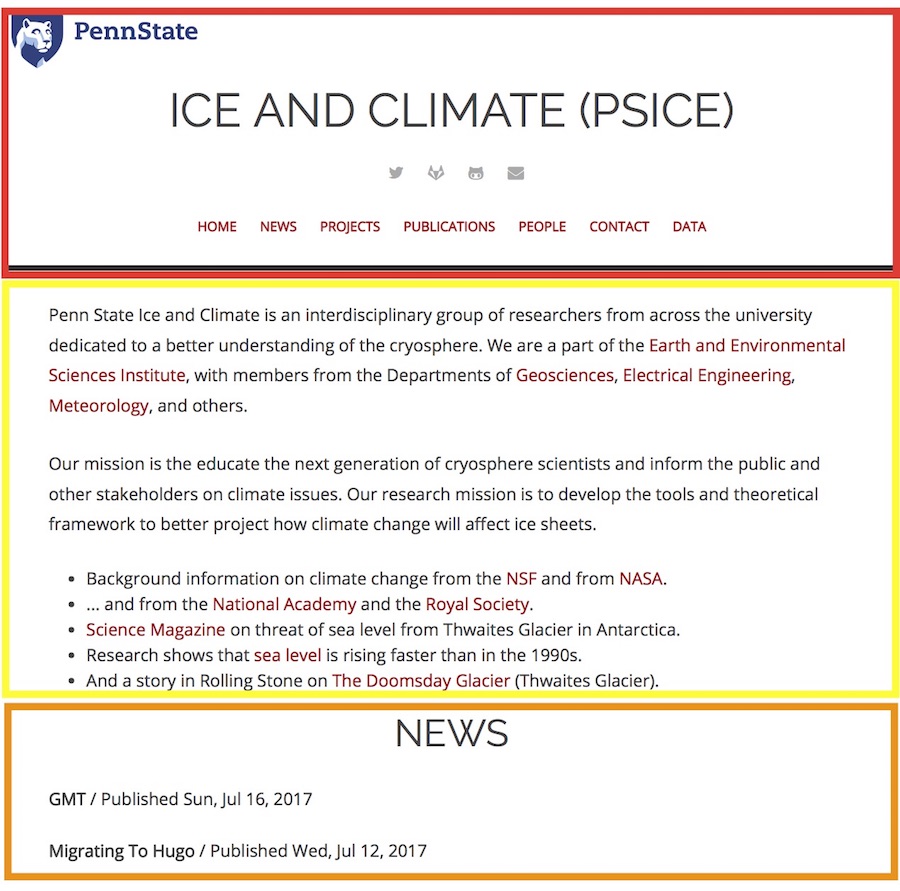 PennState
ICE AND CLIMATE (PSICE)
HOME NEWS PROJECTS PUBLICATIONS PEOPLE CONTACT DATA
Penn State Ice and Climate is an interdisciplinary group of researchers from across the university
dedicated to a better understanding of the cryosphere. We are a part of the Earth and Environmental
Sciences Institute, with members from the Departments of Geosciences, Electrical Engineering,
Meteorology, and others.
Our mission is the educate the next generation of cryosphere scientists and inform the public and
other stakeholders on climate issues. Our research mission is to develop the tools and theoretical
framework to better project how climate change will affect ice sheets.
• Background information on climate change from the NSF and from NASA.
• ... and from the National Academy and the Royal Society.
• Science Magazine on threat of sea level from Thwaites Glacier in Antarctica.
• Research shows that sea level is rising faster than in the 1990s.
• And a story in Rolling Stone on The Doomsday Glacier (Thwaites Glacier).
NEWS
GMT / Published Sun, Jul 16, 2017
Migrating To Hugo / Published Wed, Jul 12, 2017